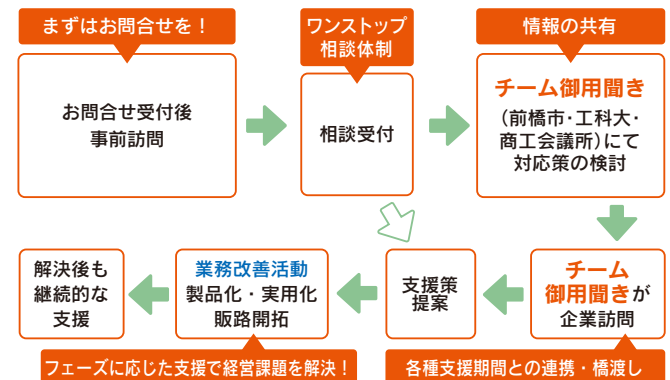 まずはお問合せを！
ワンストップ
相談体制
情報の共有
お問合せ受付後
事前訪問
相談受付
チーム御用聞き
（前橋市・工科大・
商工会議所）にて
対応策の検討
解決後も
継続的な
支援
業務改善活動
製品化・実用化
販路開拓
支援策
提案
チーム
御用聞きが
企業訪問
フェーズに応じた支援で経営課題を解決！
各種支援期間との連携・橋渡し